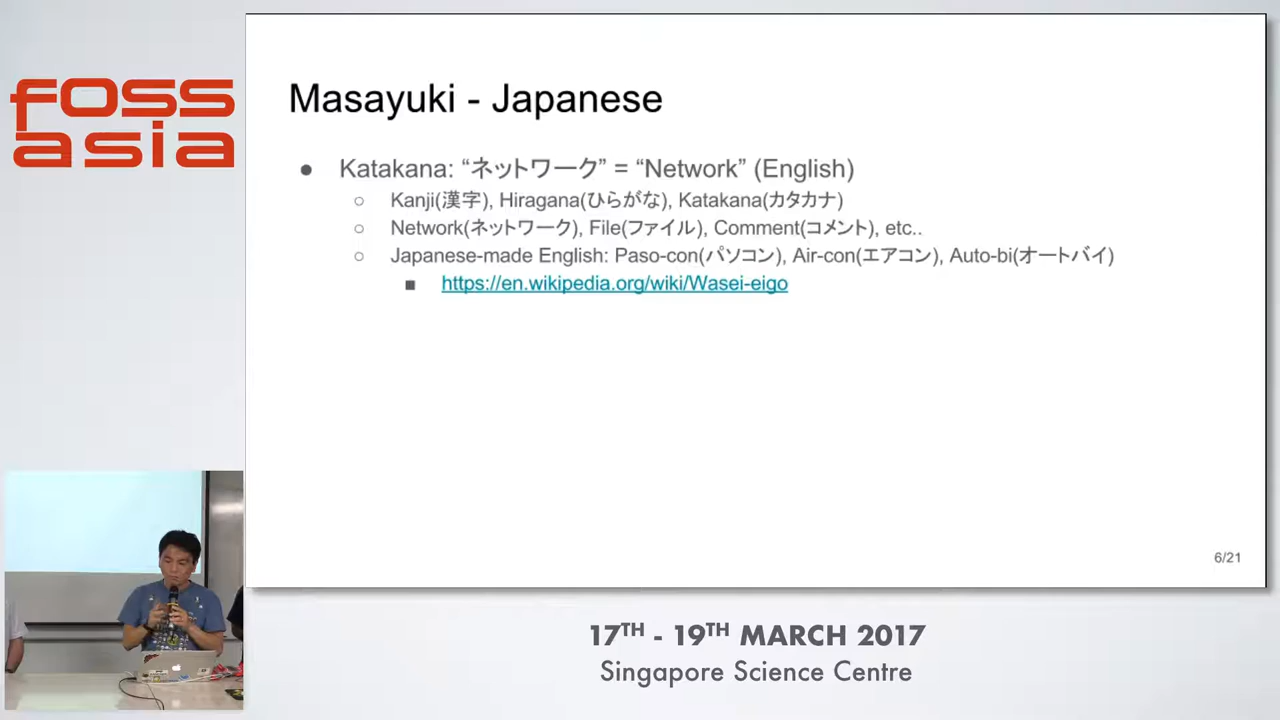 foss
asia
Masayuki - Japanese
● Katakana: “ネットワーク” = “Network” (English)
○ Kanji(漢字), Hiragana(ひらがな), Katakana(カタカナ)
○ Network(ネットワーク), File(ファイル), Comment(コメント), etc..
○ Japanese-made English: Paso-con(パソコン), Air-con(エアコン), Auto-bi(オートバイ)
■ https://en.wikipedia.org/wiki/Wasei-eigo
6/21
17TH - 19TH MARCH 2017
Singapore Science Centre